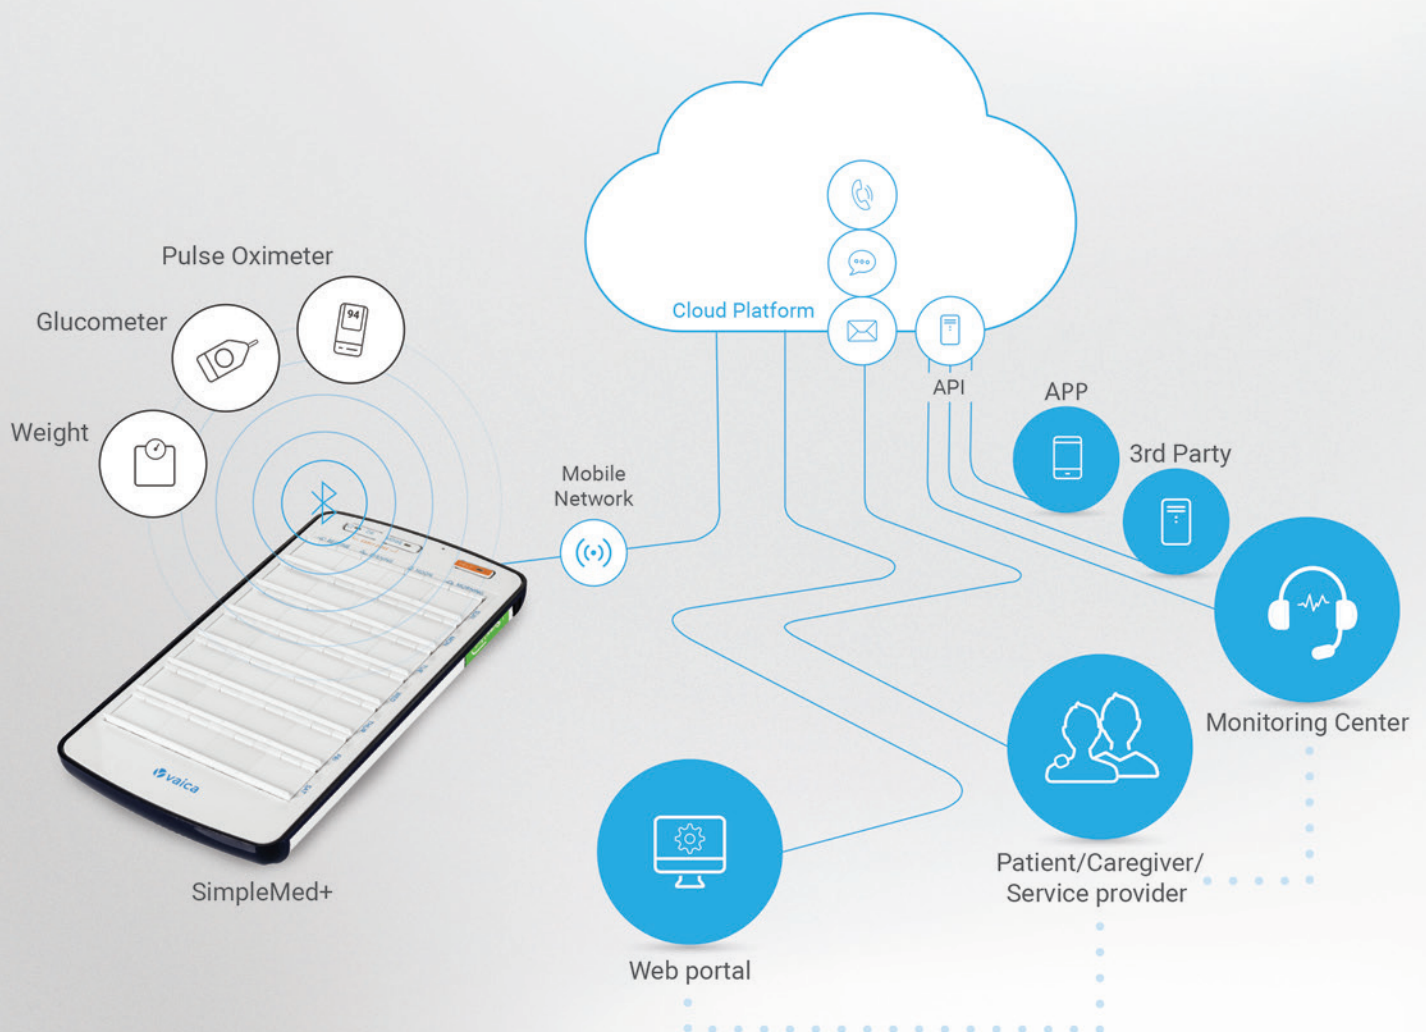 Pulse Oximeter
94
Glucometer
Weight
Cloud Platform
API
APP
3rd Party
Mobile
Network
Monitoring Center
vaica
SimpleMed+
Patient/Caregiver/
Service provider
Web portal